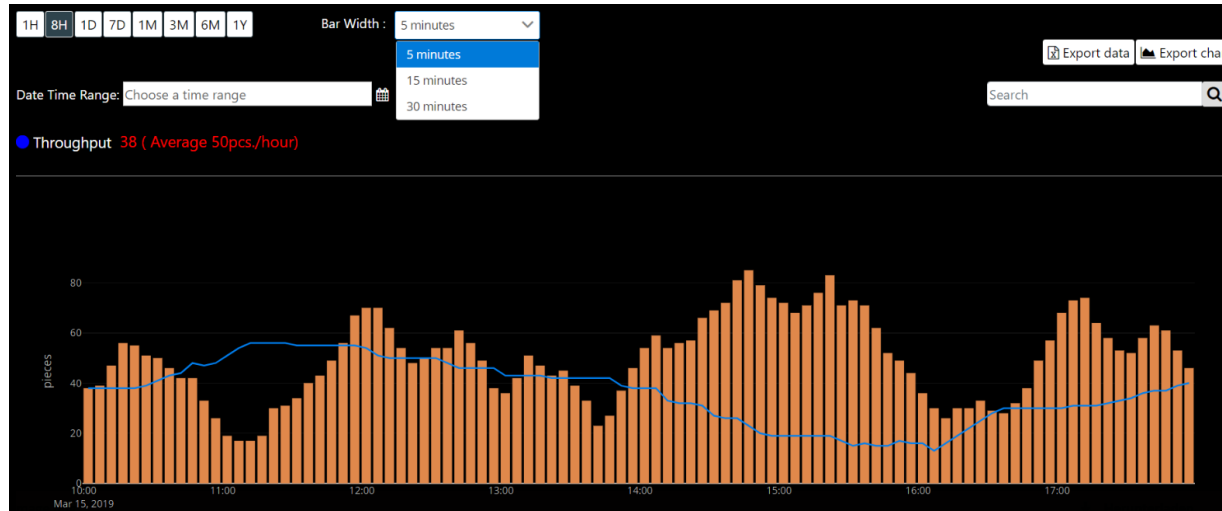 1H 8H 1D 7D 1M 3M 6M 1Y Bar Width : 5 minutes
5 minutes
15 minutes
30 minutes
Export data Export cha
Date Time Range: Choose a time range
Search
Throughput 38 ( Average 50pcs./hour)
80
60
40
20
0
pieces
10:00 11:00 12:00 13:00 14:00 15:00 16:00 17:00
Mar 15, 2019